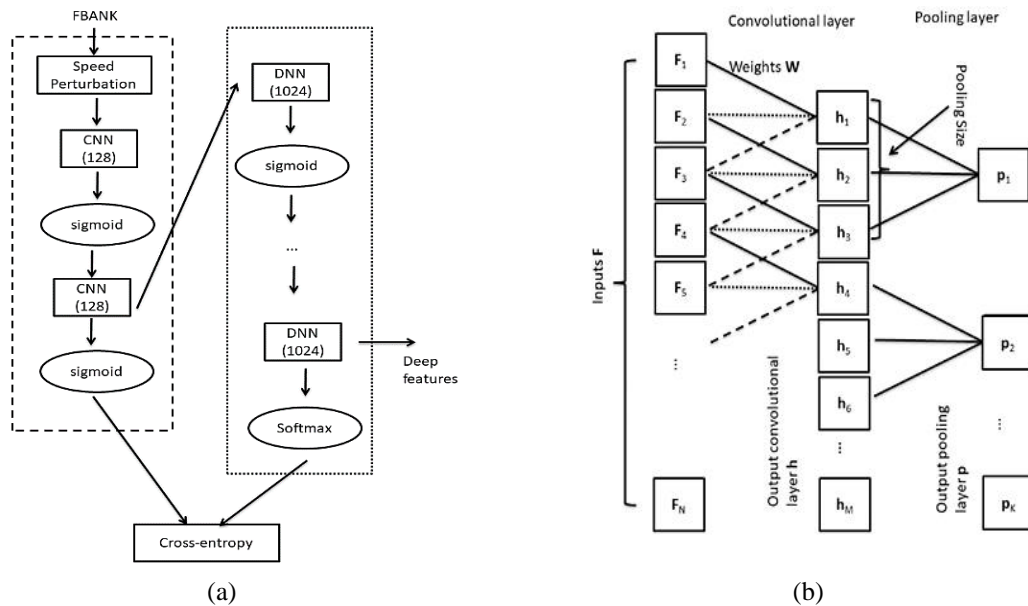 FBANK
Speed
Perturbation
CNN
(128)
sigmoid
CNN
(128)
sigmoid
DNN
(1024)
sigmoid
...
DNN
(1024)
Deep
features
Softmax
Cross-entropy
(a)
Convolutional layer
Pooling layer
Weights W
Pooling Size
Inputs F
F1
F2
F3
F4
F5
...
FN
h1
h2
h3
h4
h5
h6
...
hM
Output convolutional
layer h
p1
p2
...
pK
Output pooling
layer p
(b)